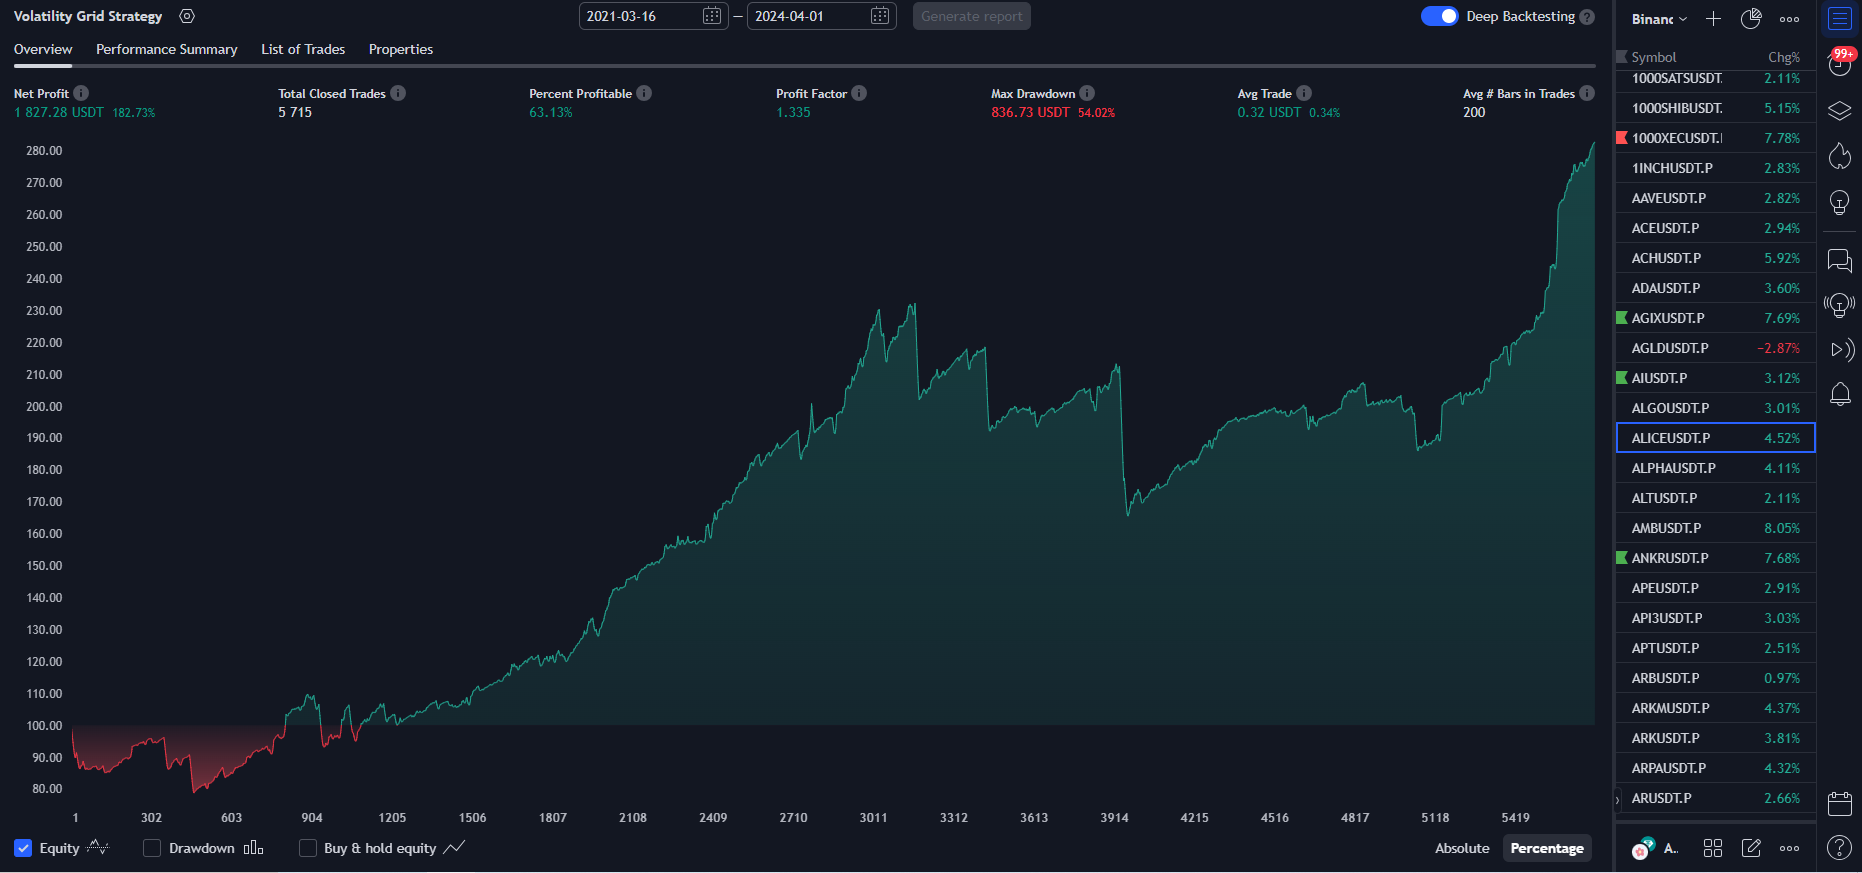 Volatility Grid Strategy
2021-03-16 — 2024-04-01 Generate report
Deep Backtesting ?
Overview Performance Summary List of Trades Properties
Net Profit Total Closed Trades Percent Profitable Profit Factor Max Drawdown Avg Trade Avg # Bars in Trades
1 827.28 USDT 182.73% 5 715 63.13% 1.335 836.73 USDT 54.02% 0.32 USDT 0.34% 200
280.00
270.00
260.00
250.00
240.00
230.00
220.00
210.00
200.00
190.00
180.00
170.00
160.00
150.00
140.00
130.00
120.00
110.00
100.00
90.00
80.00
1 302 603 904 1205 1506 1807 2108 2409 2710 3011 3312 3613 3914 4215 4516 4817 5118 5419
Equity Drawdown Buy & hold equity Absolute Percentage
Binanc
Symbol Chg%
1000SATSUSDT. 2.11%
1000SHIBUSDT. 5.15%
1000XECUSDT. 7.78%
1INCHUSDT.P 2.83%
AAVEUSDT.P 2.82%
ACEUSDT.P 2.94%
ACHUSDT.P 5.92%
ADAUSDT.P 3.60%
AGIXUSDT.P 7.69%
AGLDUSDT.P −2.87%
AIUSDT.P 3.12%
ALGOUSDT.P 3.01%
ALICEUSDT.P 4.52%
ALPHAUSDT.P 4.11%
ALTUSDT.P 2.11%
AMBUSDT.P 8.05%
ANKRUSDT.P 7.68%
APEUSDT.P 2.91%
API3USDT.P 3.03%
APTUSDT.P 2.51%
ARBUSDT.P 0.97%
ARKMUSDT.P 4.37%
ARKUSDT.P 3.81%
ARPAUSDT.P 4.32%
ARUSDT.P 2.66%
A..
99+
?